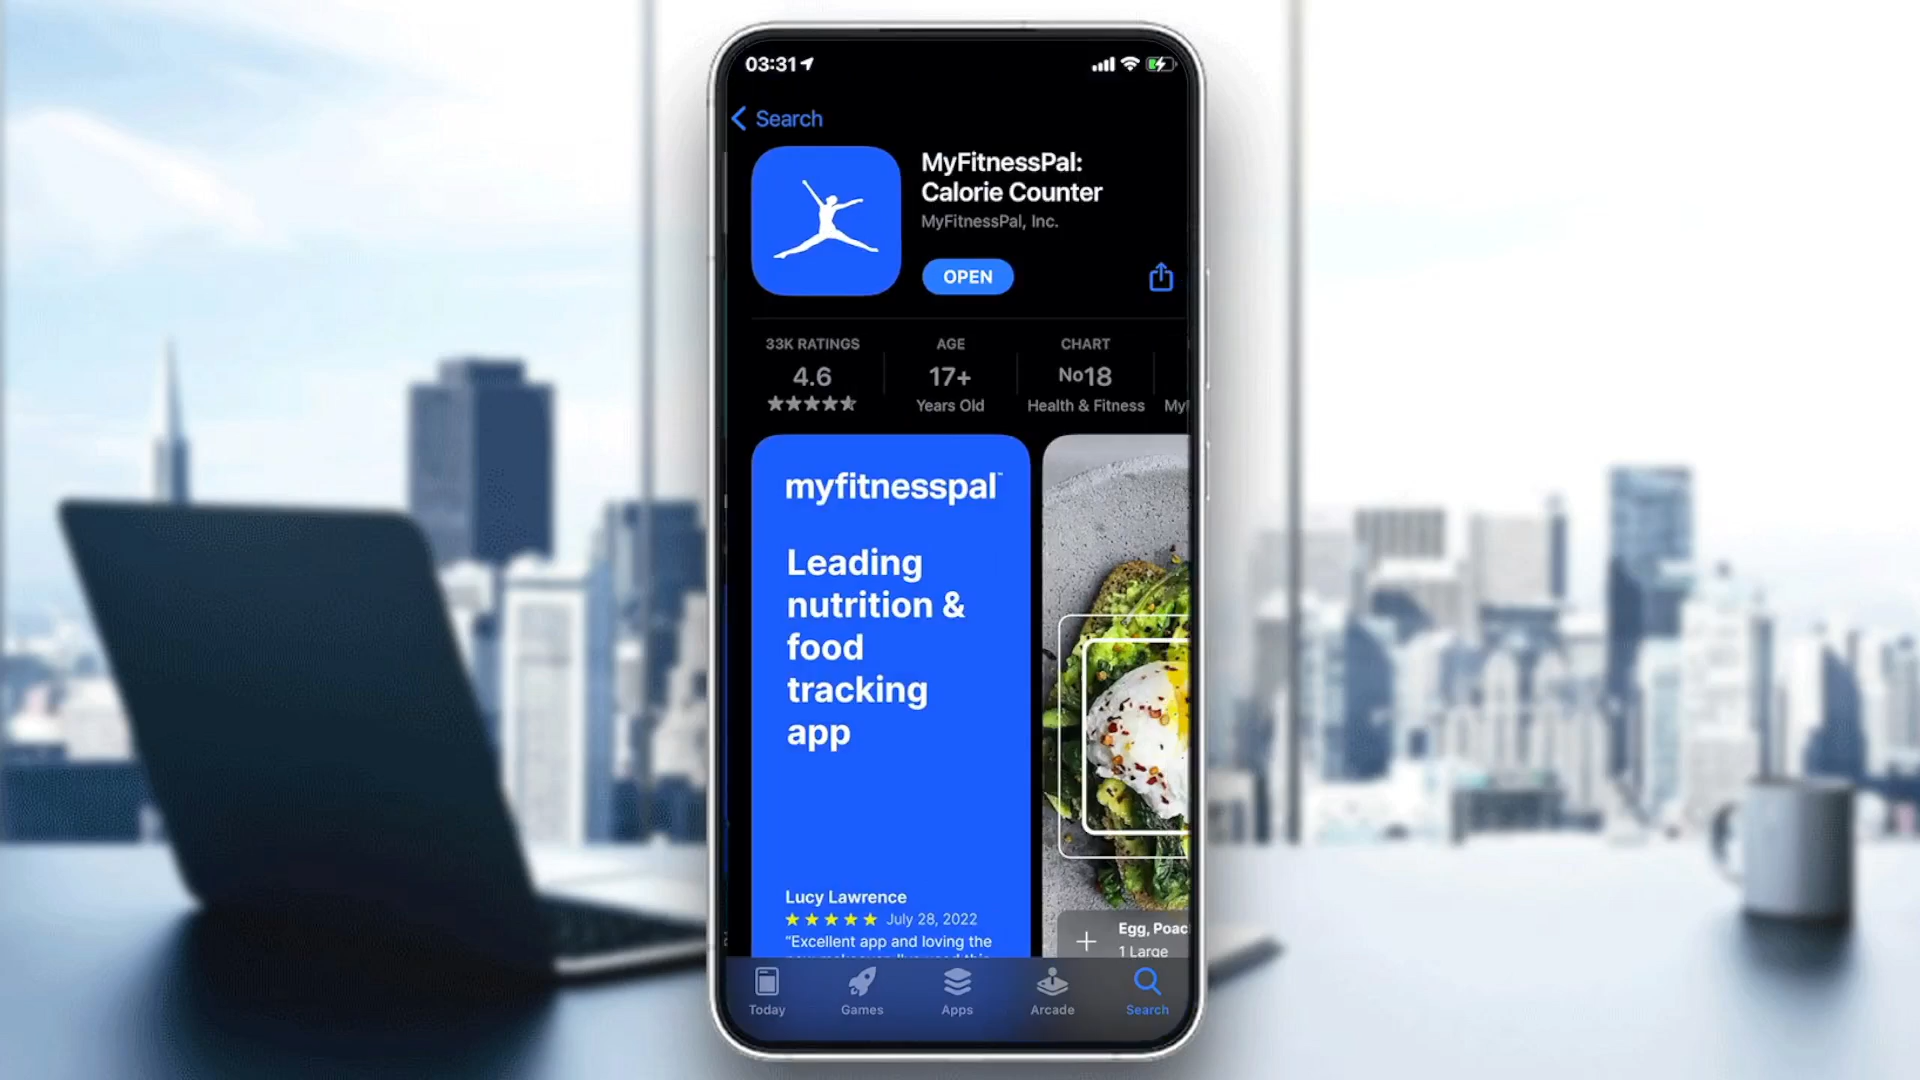 03:31
Search
MyFitnessPal:
Calorie Counter
MyFitnessPal, Inc.
OPEN
33K RATINGS
AGE
CHART
4.6
17+
No18
Years Old
Health & Fitness
myfitnesspal
Leading
nutrition &
food
tracking
app
Lucy Lawrence
July 28, 2022
"Excellent app and loving the
Egg, Poac
1 Large
Today
Games
Apps
Arcade
Search